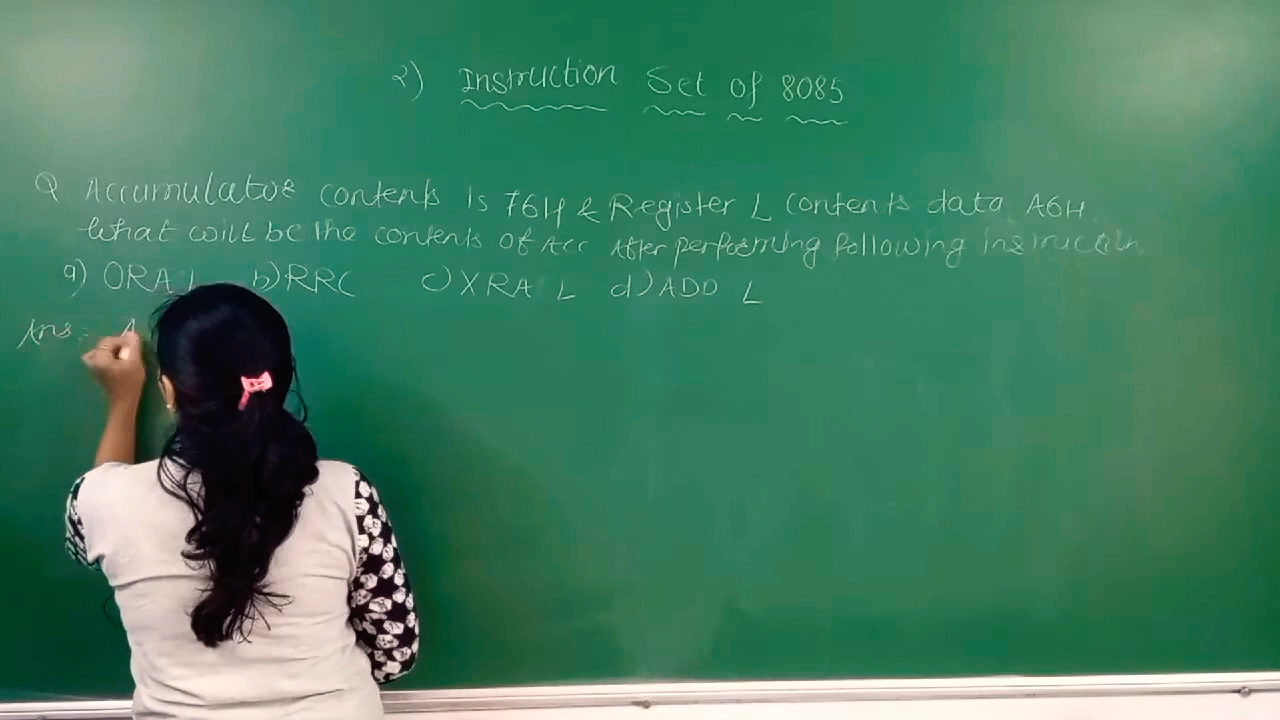 2) Instruction Set of 8085
Q Accumulator contents is 76H & Register L contents data A6H
What will be the contents of Acc After performing following instruction
a) ORA L b) RRC c) XRA L d) ADD L
Ans: A